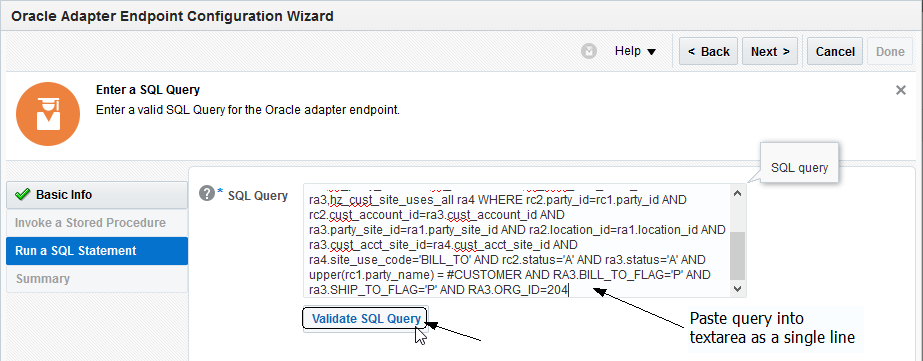 Oracle Adapter Endpoint Configuration Wizard
Help
< Back
Next >
Cancel
Done
Enter a SQL Query
Enter a valid SQL Query for the Oracle adapter endpoint.
SQL query
Basic Info
Invoke a Stored Procedure
Run a SQL Statement
Summary
? * SQL Query
ra3,hz_cust_site_uses_all ra4 WHERE rc2.party_id=rc1.party_id AND
rc2.cust_account_id=ra3.cust_account_id AND
ra3.party_site_id=ra1.party_site_id AND ra2.location_id=ra1.location_id AND
ra3.cust_acct_site_id=ra4.cust_acct_site_id AND
ra4.site_use_code='BILL_TO' AND rc2.status='A' AND ra3.status='A' AND
upper(rc1.party_name) = #CUSTOMER AND RA3.BILL_TO_FLAG='P' AND
ra3.SHIP_TO_FLAG='P' AND RA3.ORG_ID=204
Validate SQL Query
Paste query into
textarea as a single line